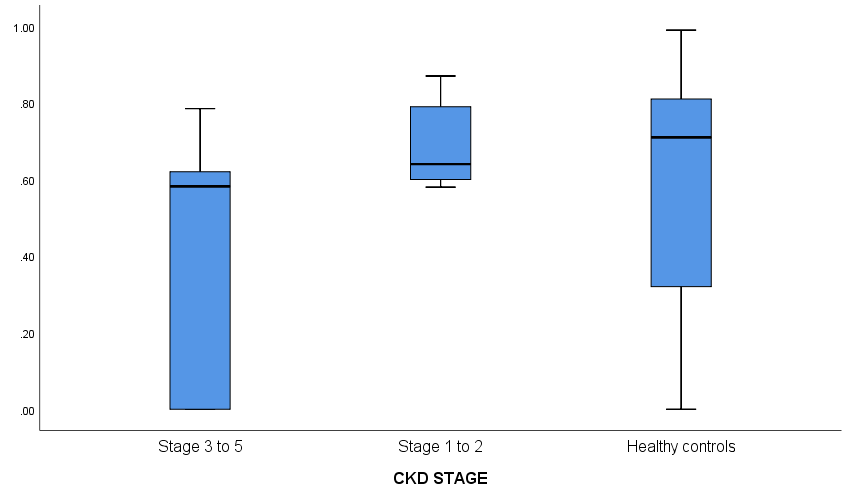 1.00
.80
.60
.40
.20
.00
Stage 3 to 5
Stage 1 to 2
Healthy controls
CKD STAGE